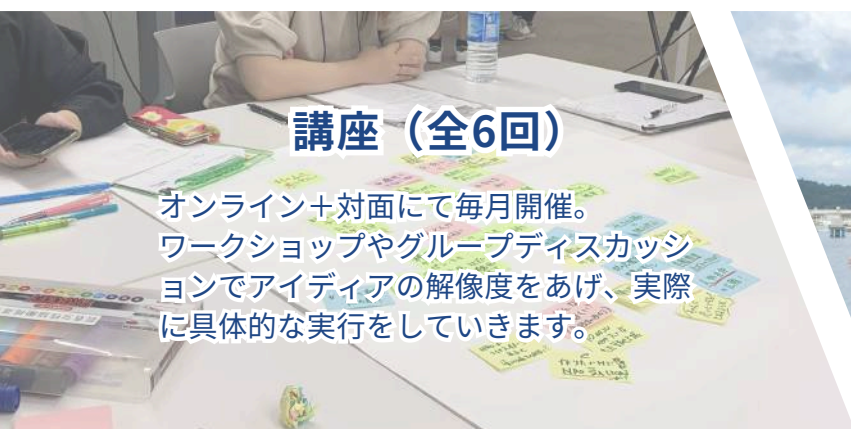 講座（全6回）
オンライン＋対面にて毎月開催。
ワークショップやグループディスカッシ
ョンでアイディアの解像度をあげ、実際
に具体的な実行をしていきます。